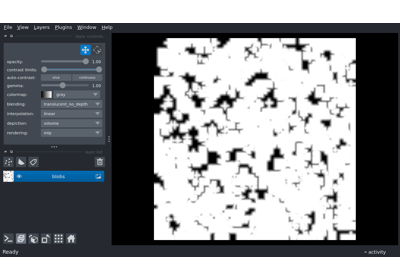 File View Layers Plugins Window Help
opacity: 1.00
contrast limits:
auto-contrast: once continuous
gamma: 1.00
colormap: gray
blending: translucent_no_depth
interpolation: linear
depiction: volume
rendering: mip
blobs
Ready
activity